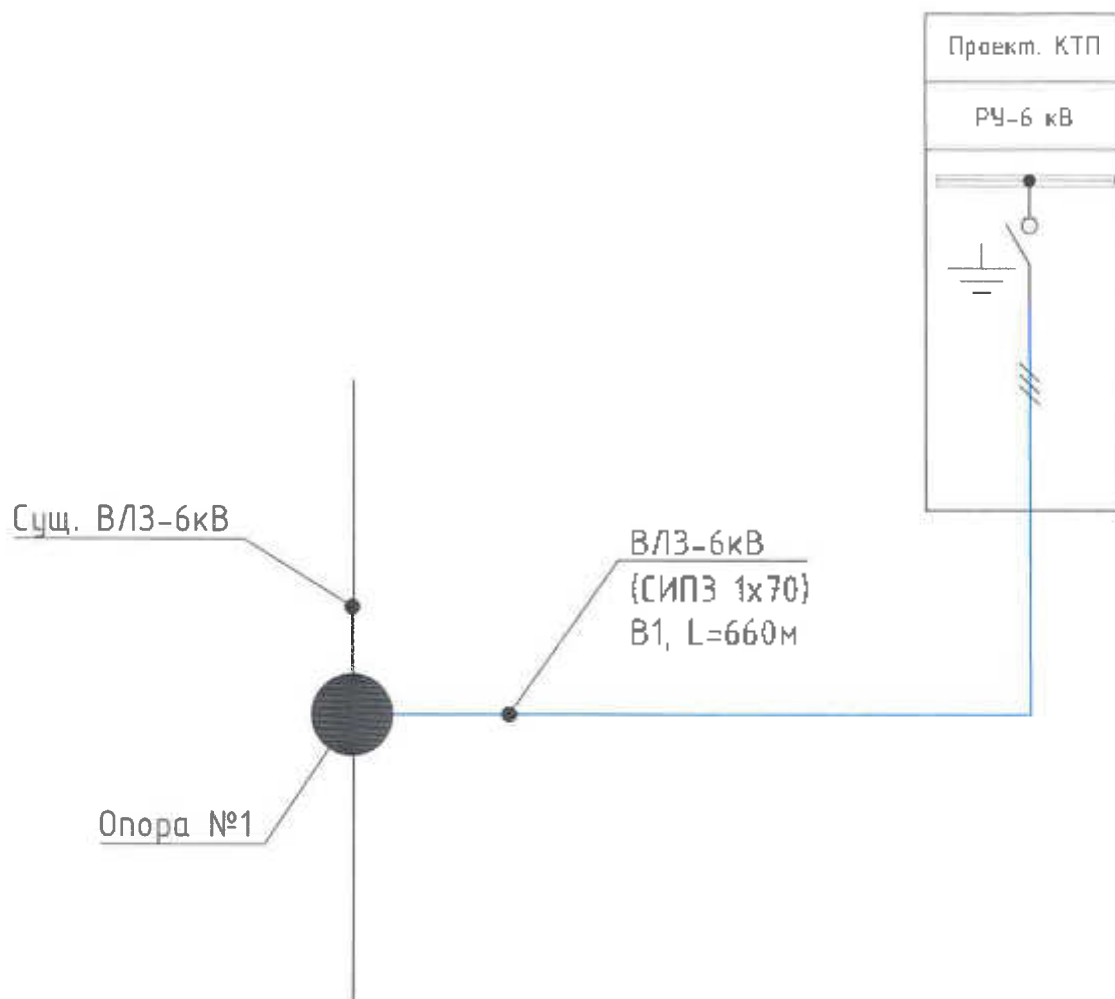 Проект. КТП
РУ-6 кВ
Сущ. ВЛЗ-6кВ
ВЛЗ-6кВ
(СИПЗ 1х70)
В1, L=660м
Опора №1